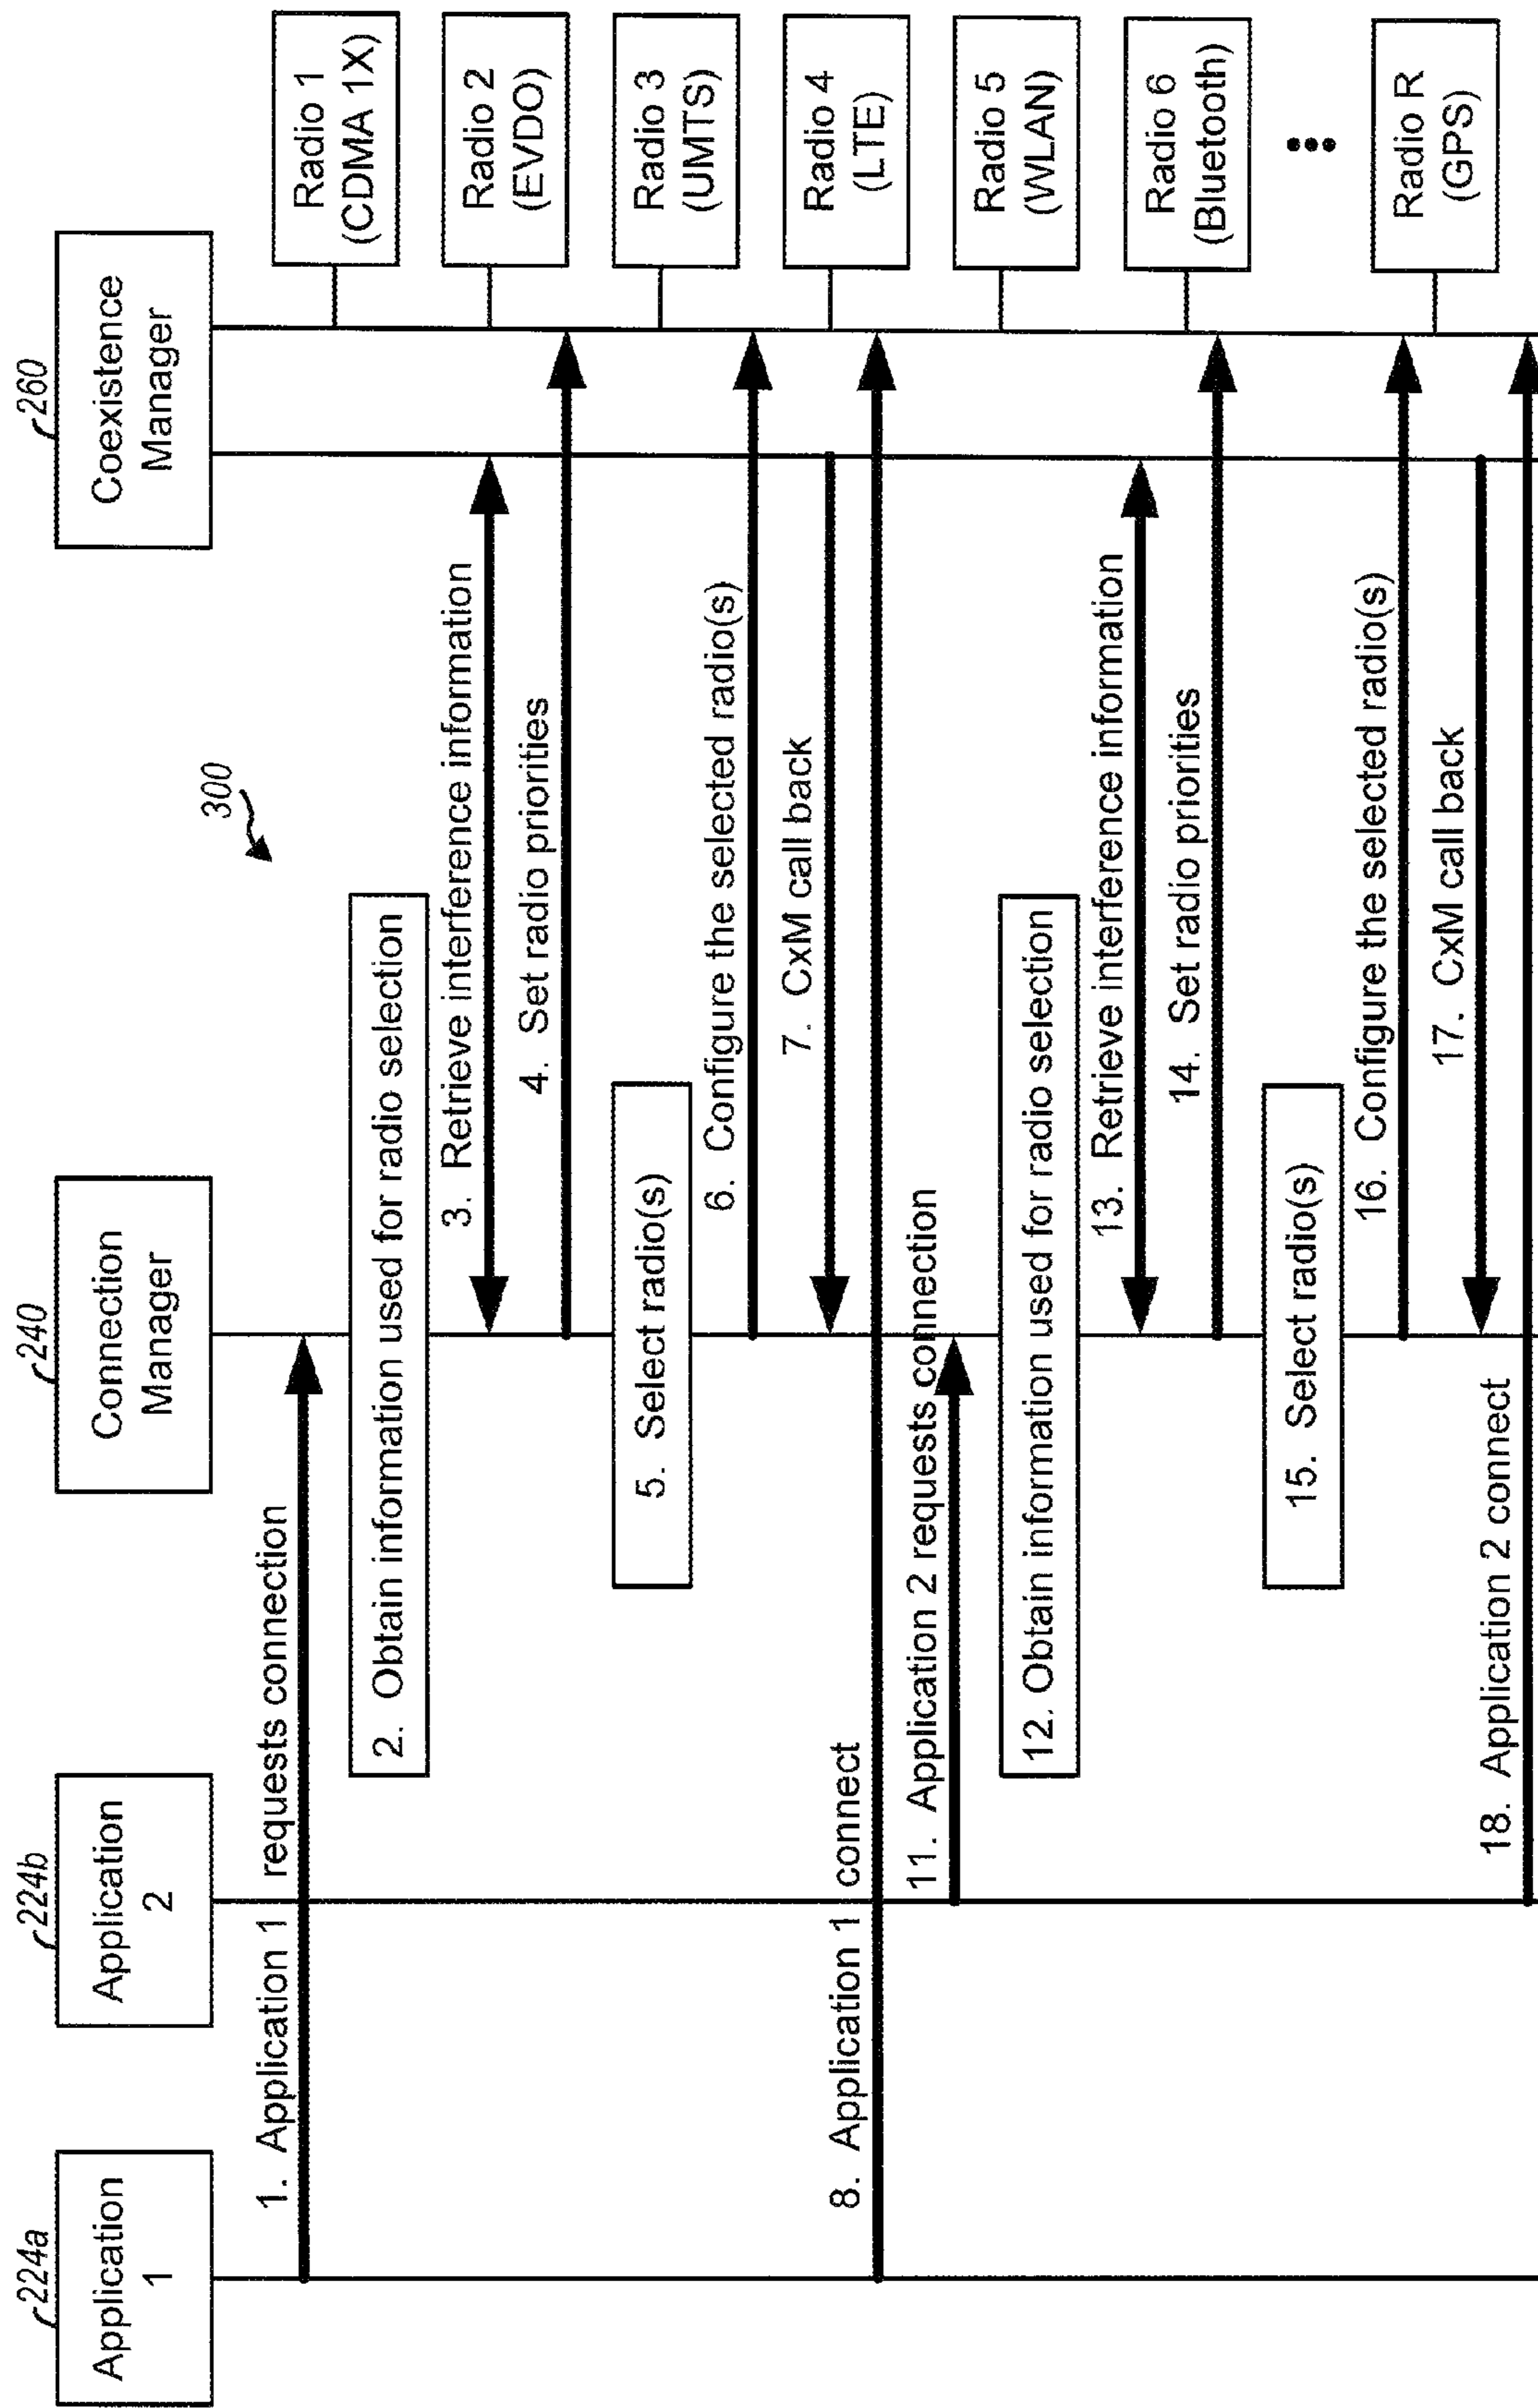 224a
Application
1
224b
Application
2
240
Connection
Manager
260
Coexistence
Manager
300
1. Application 1 requests connection
2. Obtain information used for radio selection
3. Retrieve interference information
4. Set radio priorities
5. Select radio(s)
6. Configure the selected radio(s)
7. CxM call back
8. Application 1 connect
11. Application 2 requests connection
12. Obtain information used for radio selection
13. Retrieve interference information
14. Set radio priorities
15. Select radio(s)
16. Configure the selected radio(s)
17. CxM call back
18. Application 2 connect
Radio 1
(CDMA 1X)
Radio 2
(EVDO)
Radio 3
(UMTS)
Radio 4
(LTE)
Radio 5
(WLAN)
Radio 6
(Bluetooth)
Radio R
(GPS)